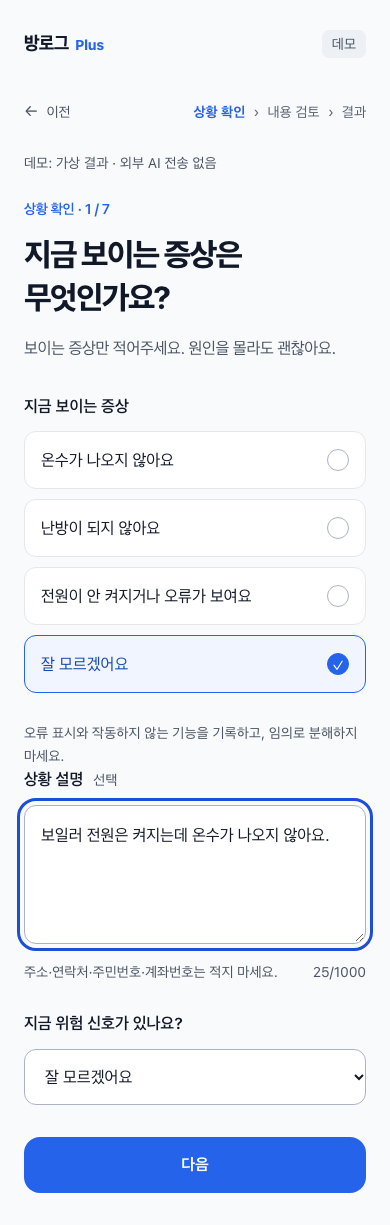 방로그 Plus
데모
← 이전
상황 확인 › 내용 검토 › 결과
데모: 가상 결과 · 외부 AI 전송 없음
상황 확인 · 1 / 7
지금 보이는 증상은
무엇인가요?
보이는 증상만 적어주세요. 원인을 몰라도 괜찮아요.
지금 보이는 증상
온수가 나오지 않아요
난방이 되지 않아요
전원이 안 켜지거나 오류가 보여요
잘 모르겠어요
오류 표시와 작동하지 않는 기능을 기록하고, 임의로 분해하지
마세요.
상황 설명 선택
보일러 전원은 켜지는데 온수가 나오지 않아요.
주소·연락처·주민번호·계좌번호는 적지 마세요. 25/1000
지금 위험 신호가 있나요?
잘 모르겠어요
다음